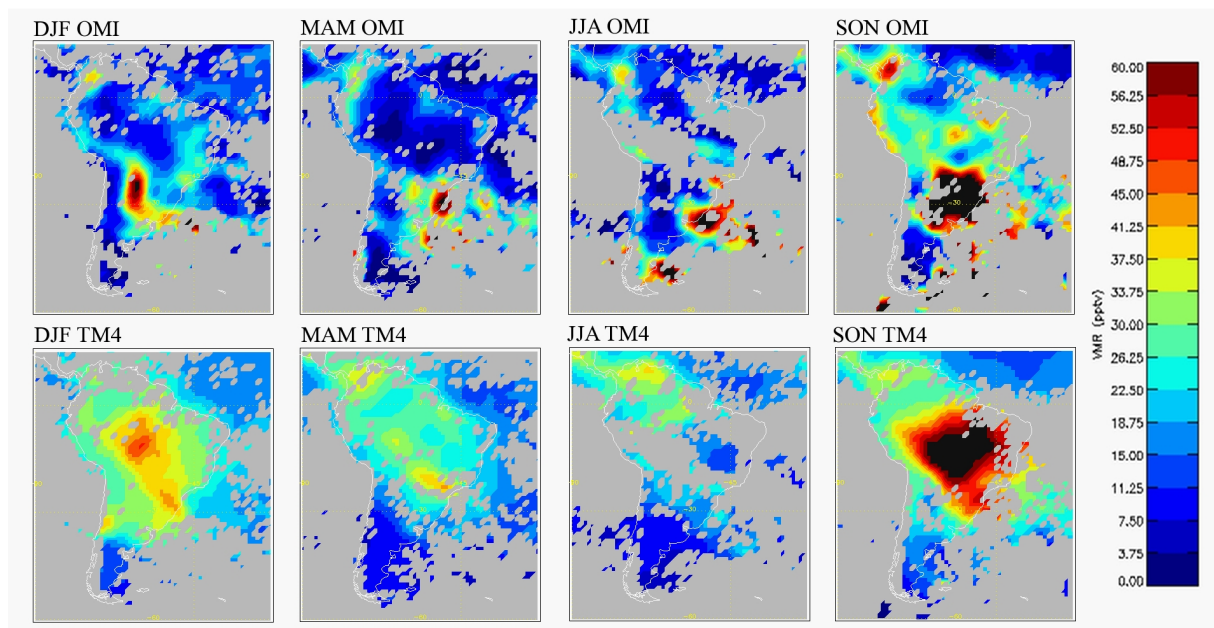 DJF OMI
MAM OMI
JJA OMI
SON OMI
DJF TM4
MAM TM4
JJA TM4
SON TM4
60.00
56.25
52.50
48.75
45.00
41.25
37.50
33.75
30.00
26.25
22.50
18.75
15.00
11.25
7.50
3.75
0.00
VMR (pptv)